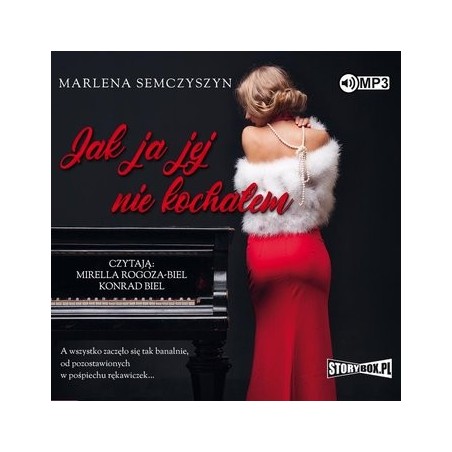 MARLENA SEMCZYSZYN
MP3
Jak ja jej
nie kochałem
CZYTAJĄ:
MIRELLA ROGOZA-BIEL
KONRAD BIEL
A wszystko zaczęło się tak banalnie,
od pozostawionych
w pośpiechu rękawiczek...
STORYBOX.PL